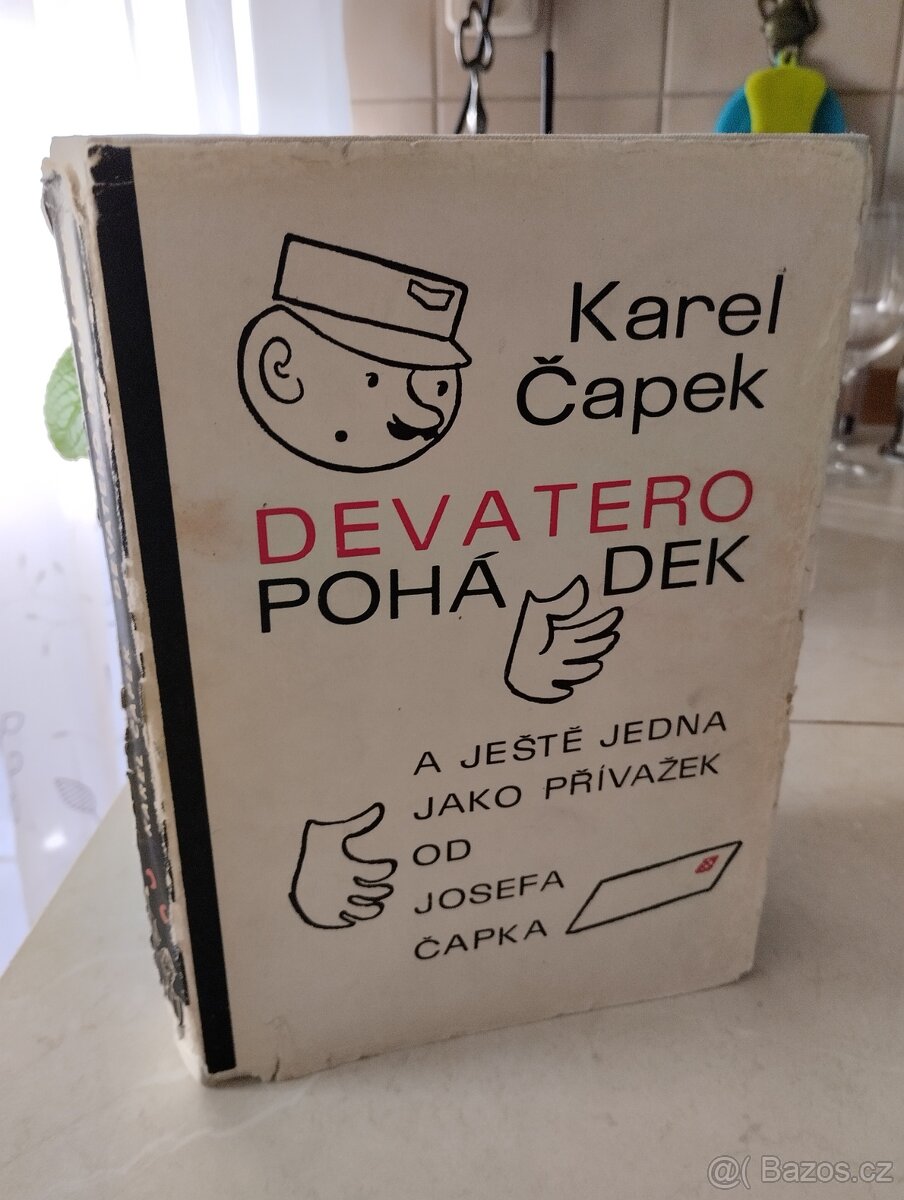 Karel
Čapek
DEVATERO
POHÁDEK
A JEŠTĚ JEDNA
JAKO PŘÍVAŽEK
OD
JOSEFA
ČAPKA
@( Bazos.cz